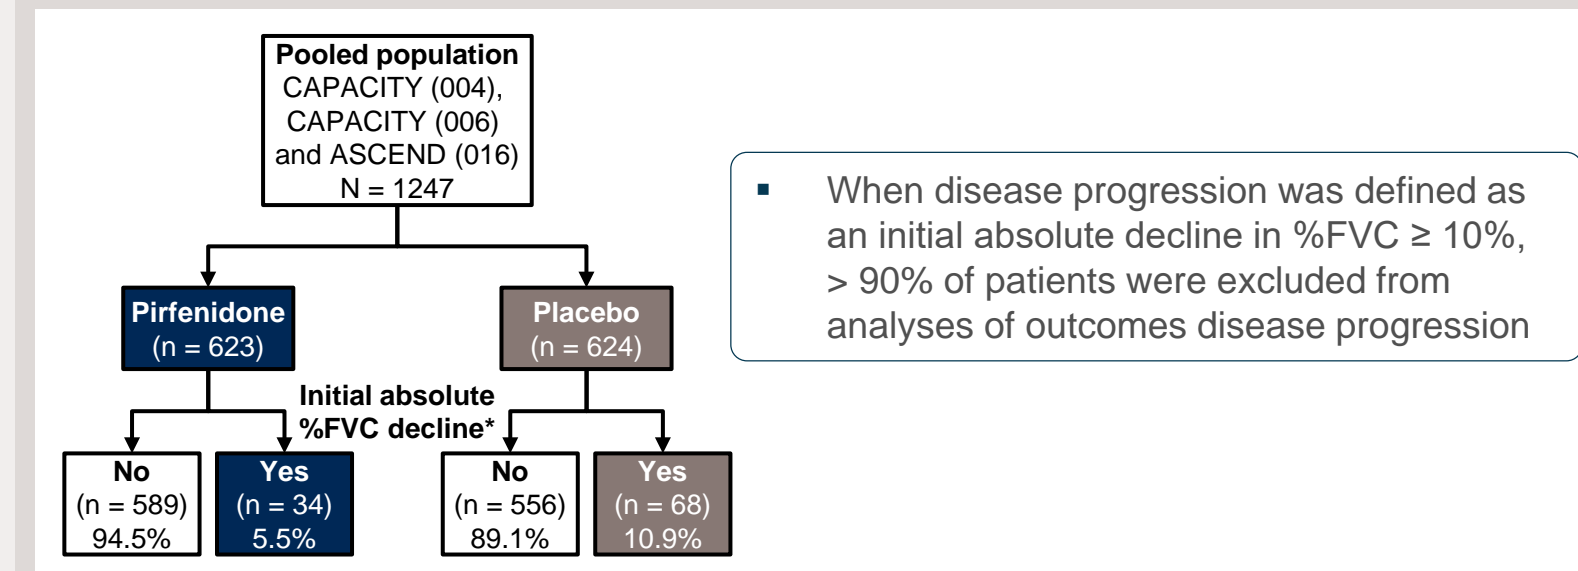 Pooled population
CAPACITY (004),
CAPACITY (006)
and ASCEND (016)
N = 1247
Pirfenidone
(n = 623)
Placebo
(n = 624)
Initial absolute
%FVC decline*
No
(n = 589)
94.5%
Yes
(n = 34)
5.5%
No
(n = 556)
89.1%
Yes
(n = 68)
10.9%
▪ When disease progression was defined as
an initial absolute decline in %FVC ≥ 10%,
> 90% of patients were excluded from
analyses of outcomes disease progression